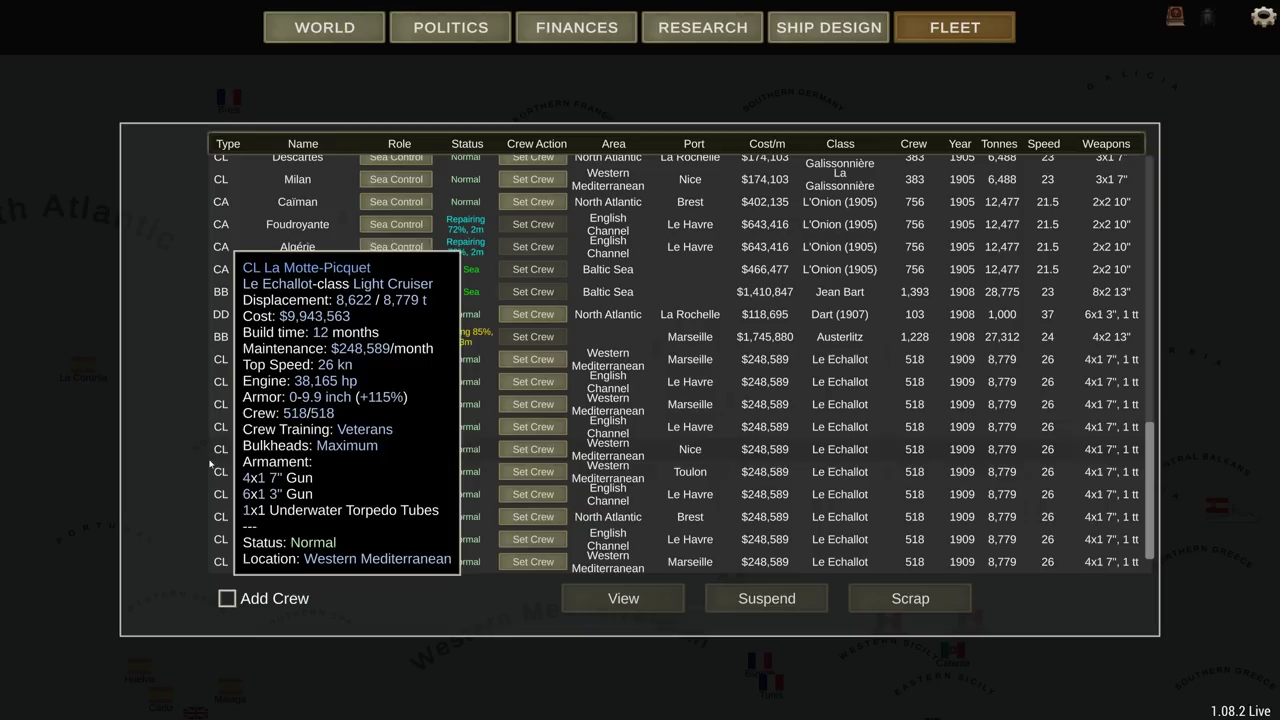 WORLD
POLITICS
FINANCES
RESEARCH
SHIP DESIGN
FLEET
Type Name Role Status Crew Action Area Port Cost/m Class Crew Year Tonnes Speed Weapons
CL Descartes Sea Control Normal Set Crew North Atlantic La Rochelle $174,103 Galissonnière 383 1905 6,488 23 3x1 7"
CL Milan Sea Control Normal Set Crew Western Mediterranean Nice $174,103 La Galissonnière 383 1905 6,488 23 3x1 7"
CA Caïman Sea Control Normal Set Crew North Atlantic Brest $402,135 L'Onion (1905) 756 1905 12,477 21.5 2x2 10"
CA Foudroyante Sea Control Repairing 72%, 2m Set Crew English Channel Le Havre $643,416 L'Onion (1905) 756 1905 12,477 21.5 2x2 10"
CA Algérie Sea Control Repairing 2m Set Crew English Channel Le Havre $643,416 L'Onion (1905) 756 1905 12,477 21.5 2x2 10"
CA Sea Set Crew Baltic Sea $466,477 L'Onion (1905) 756 1905 12,477 21.5 2x2 10"
BB Sea Set Crew Baltic Sea $1,410,847 Jean Bart 1,393 1908 28,775 23 8x2 13"
DD Set Crew North Atlantic La Rochelle $118,695 Dart (1907) 103 1908 1,000 37 6x1 3", 1 tt
BB 85%, Set Crew Marseille $1,745,880 Austerlitz 1,228 1908 27,312 24 4x2 13"
CL Set Crew Western Mediterranean Marseille $248,589 Le Echallot 518 1909 8,779 26 4x1 7", 1 tt
CL Set Crew English Channel Le Havre $248,589 Le Echallot 518 1909 8,779 26 4x1 7", 1 tt
CL Set Crew Western Mediterranean Marseille $248,589 Le Echallot 518 1909 8,779 26 4x1 7", 1 tt
CL Set Crew English Channel Le Havre $248,589 Le Echallot 518 1909 8,779 26 4x1 7", 1 tt
CL Set Crew Western Mediterranean Nice $248,589 Le Echallot 518 1909 8,779 26 4x1 7", 1 tt
CL Set Crew Western Mediterranean Toulon $248,589 Le Echallot 518 1909 8,779 26 4x1 7", 1 tt
CL Set Crew English Channel Le Havre $248,589 Le Echallot 518 1909 8,779 26 4x1 7", 1 tt
CL Set Crew North Atlantic Brest $248,589 Le Echallot 518 1909 8,779 26 4x1 7", 1 tt
CL Set Crew English Channel Le Havre $248,589 Le Echallot 518 1909 8,779 26 4x1 7", 1 tt
CL Set Crew Western Mediterranean Marseille $248,589 Le Echallot 518 1909 8,779 26 4x1 7", 1 tt
CL La Motte-Picquet
Le Echallot-class Light Cruiser
Displacement: 8,622 / 8,779 t
Cost: $9,943,563
Build time: 12 months
Maintenance: $248,589/month
Top Speed: 26 kn
Engine: 38,165 hp
Armor: 0-9.9 inch (+115%)
Crew: 518/518
Crew Training: Veterans
Bulkheads: Maximum
Armament:
4x1 7" Gun
6x1 3" Gun
1x1 Underwater Torpedo Tubes
---
Status: Normal
Location: Western Mediterranean
Add Crew
View
Suspend
Scrap
1.08.2 Live